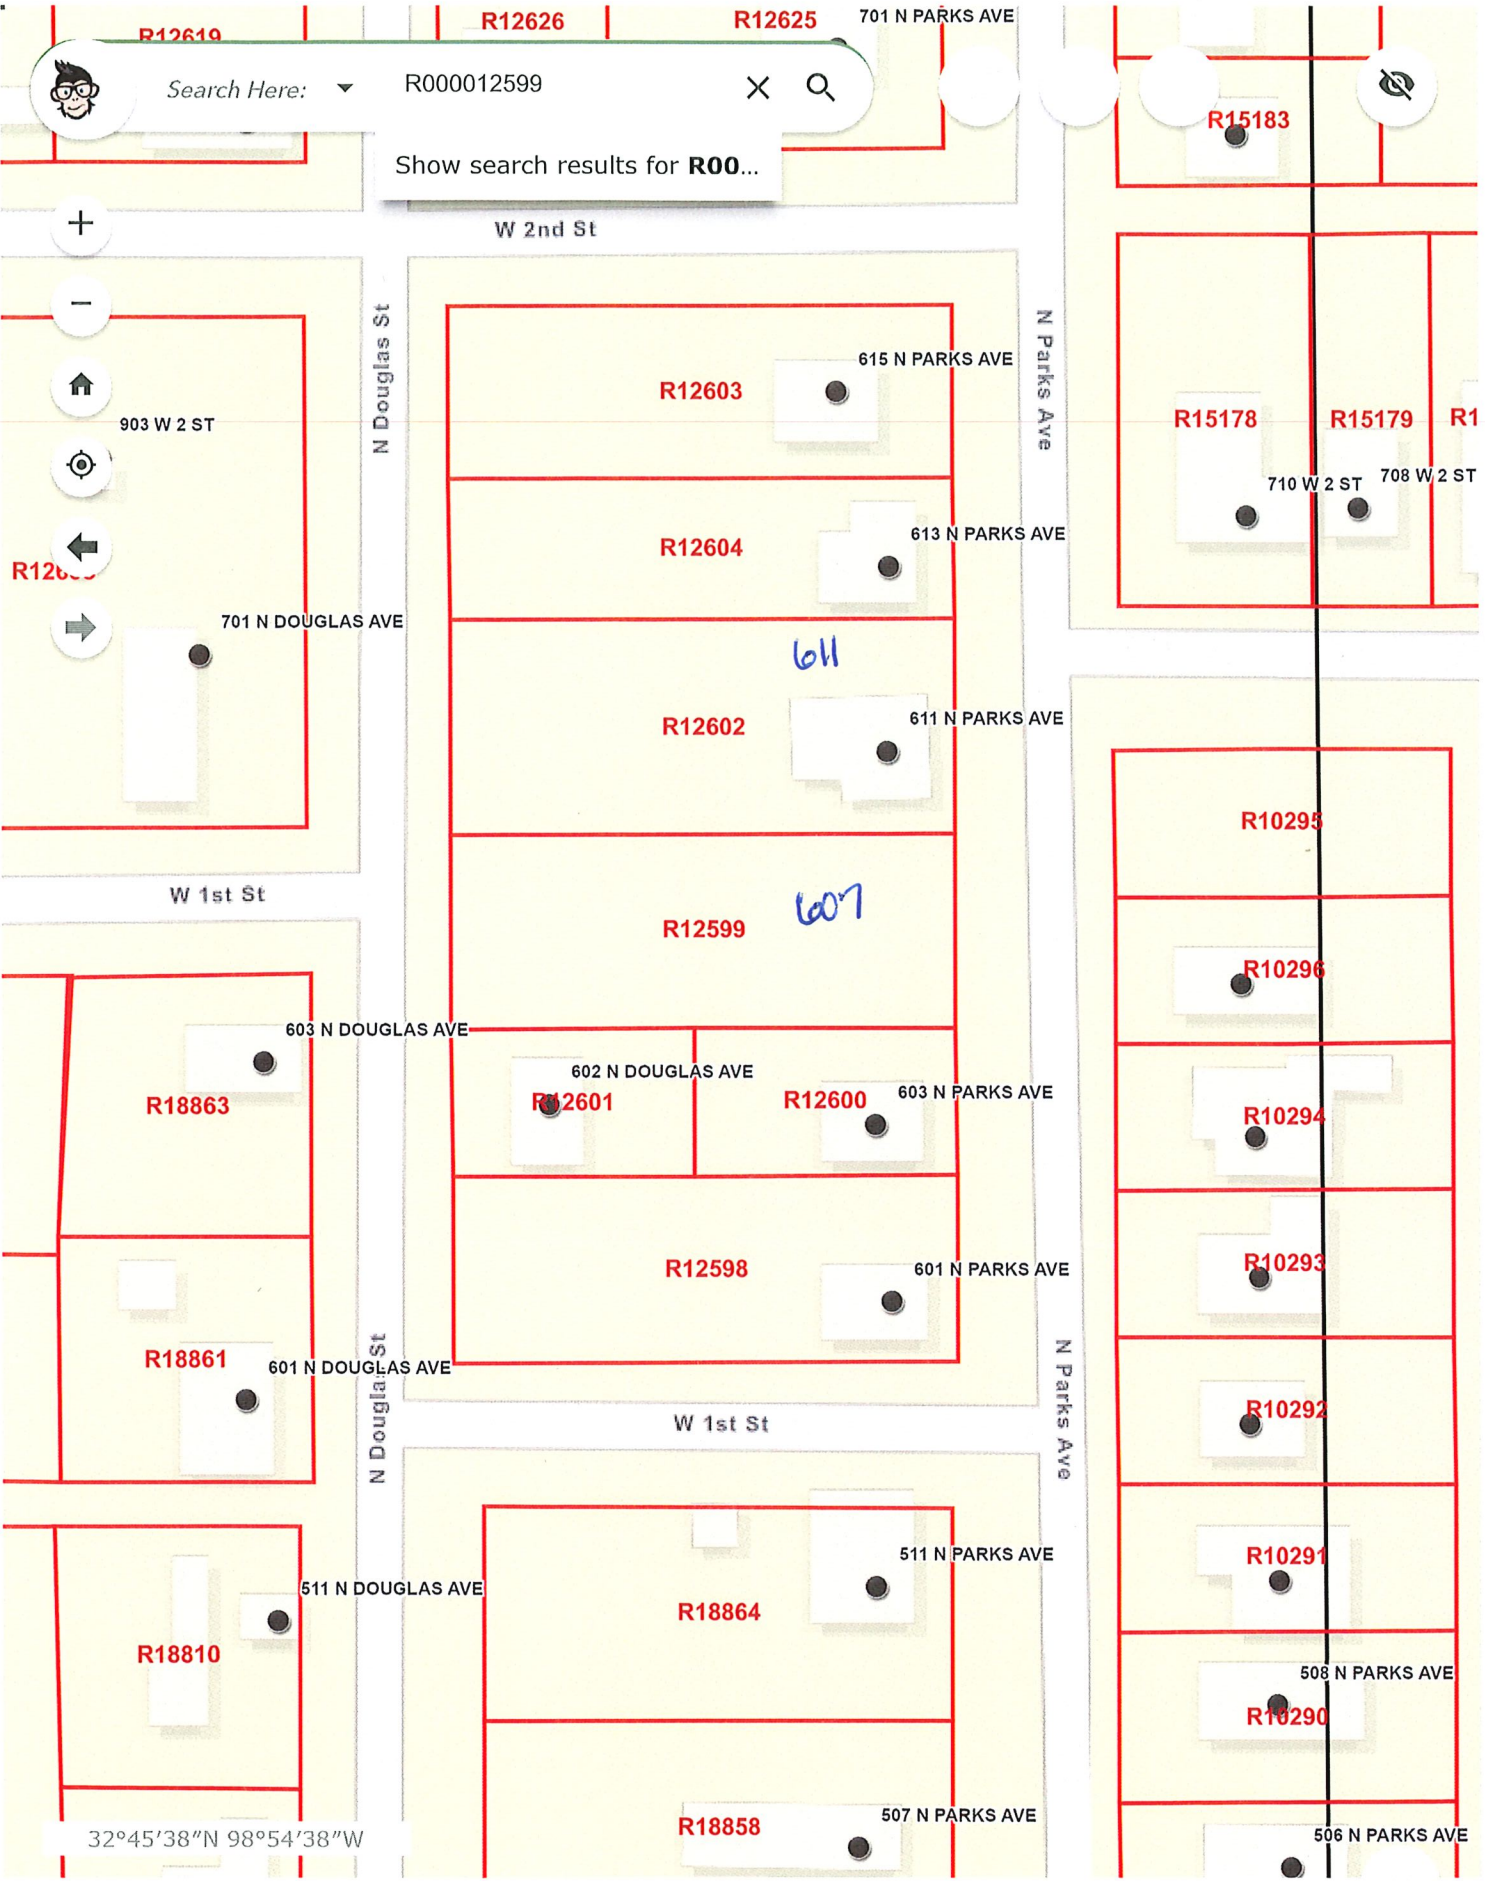 R12626
R12625
701 N PARKS AVE
R12619
Search Here:
R000012599
Show search results for R00...
R15183
W 2nd St
N Douglas St
N Parks Ave
615 N PARKS AVE
R12603
903 W 2 ST
R15178
R15179
R1
710 W 2 ST
708 W 2 ST
613 N PARKS AVE
R12604
701 N DOUGLAS AVE
611
R12602
611 N PARKS AVE
R10295
W 1st St
607
R12599
R10296
603 N DOUGLAS AVE
602 N DOUGLAS AVE
R12601
R12600
603 N PARKS AVE
R18863
R10294
R12598
601 N PARKS AVE
R10293
R18861
601 N DOUGLAS AVE
N Douglas St
N Parks Ave
R10292
W 1st St
511 N PARKS AVE
R10291
511 N DOUGLAS AVE
R18864
R18810
508 N PARKS AVE
R10290
507 N PARKS AVE
R18858
32°45'38"N 98°54'38"W
506 N PARKS AVE